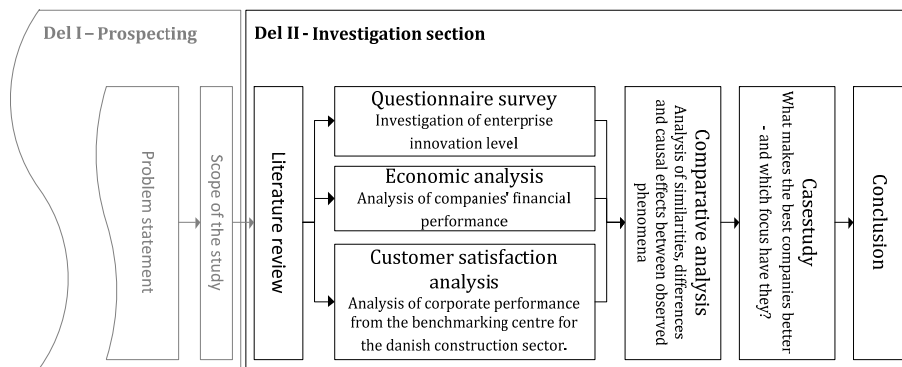 Del I – Prospecting
Del II - Investigation section
Problem statement
Scope of the study
Literature review
Questionnaire survey
Investigation of enterprise
innovation level
Economic analysis
Analysis of companies' financial
performance
Customer satisfaction
analysis
Analysis of corporate performance
from the benchmarking centre for
the danish construction sector.
Comparative analysis
Analysis of similarities, differences
and causal effects between observed
phenomena
Casestudy
What makes the best companies better
- and which focus have they?
Conclusion